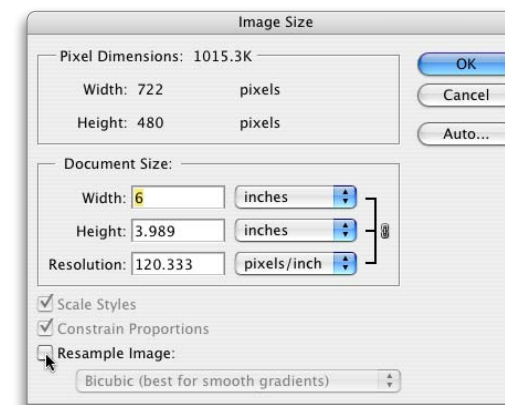 Image Size
Pixel Dimensions: 1015.3K
OK
Width: 722 pixels
Cancel
Height: 480 pixels
Auto...
Document Size:
Width: 6 inches
Height: 3.989 inches
Resolution: 120.333 pixels/inch
Scale Styles
Constrain Proportions
Resample Image:
Bicubic (best for smooth gradients)